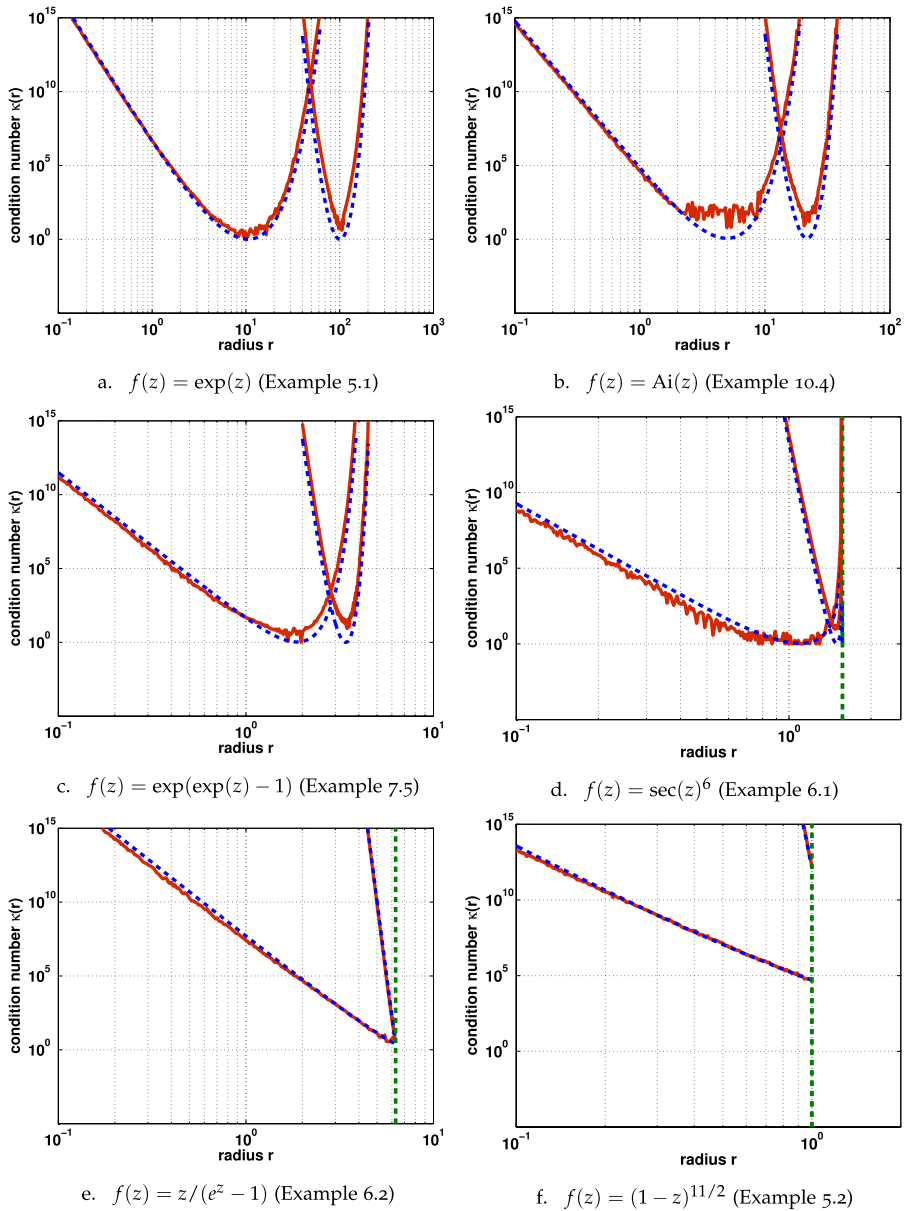 10^15
10^10
10^5
10^0
condition number κ(r)
10^−1 10^0 10^1 10^2 10^3
radius r
a. f(z) = exp(z) (Example 5.1)
10^15
10^10
10^5
10^0
condition number κ(r)
10^−1 10^0 10^1 10^2
radius r
b. f(z) = Ai(z) (Example 10.4)
10^15
10^10
10^5
10^0
condition number κ(r)
10^−1 10^0 10^1
radius r
c. f(z) = exp(exp(z) − 1) (Example 7.5)
10^15
10^10
10^5
10^0
condition number κ(r)
10^−1 10^0
radius r
d. f(z) = sec(z)^6 (Example 6.1)
10^15
10^10
10^5
10^0
condition number κ(r)
10^−1 10^0 10^1
radius r
e. f(z) = z/(e^z − 1) (Example 6.2)
10^15
10^10
10^5
10^0
condition number κ(r)
10^−1 10^0
radius r
f. f(z) = (1 − z)^11/2 (Example 5.2)